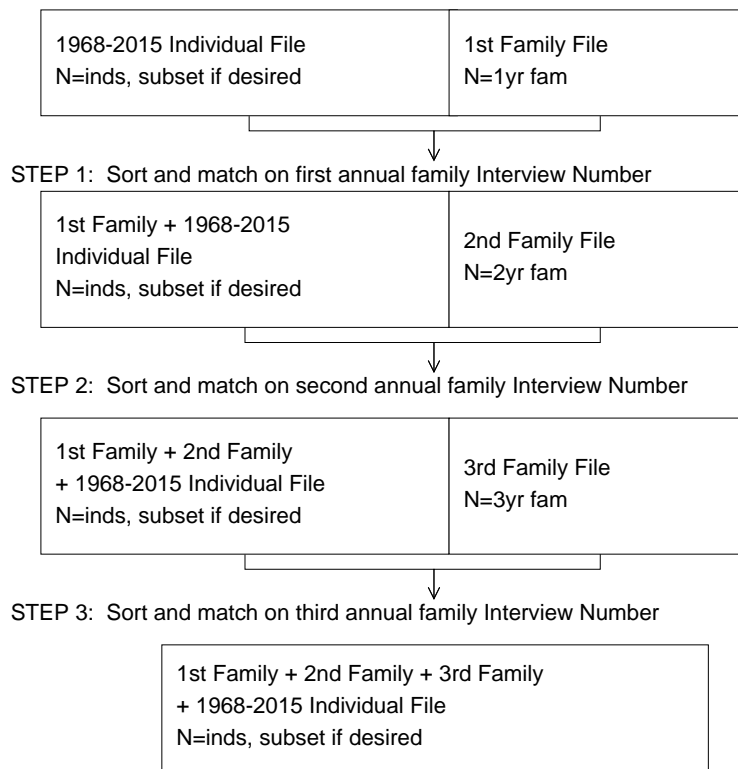 1968-2015 Individual File
N=inds, subset if desired
1st Family File
N=1yr fam
STEP 1:  Sort and match on first annual family Interview Number
1st Family + 1968-2015
Individual File
N=inds, subset if desired
2nd Family File
N=2yr fam
STEP 2:  Sort and match on second annual family Interview Number
1st Family + 2nd Family
+ 1968-2015 Individual File
N=inds, subset if desired
3rd Family File
N=3yr fam
STEP 3:  Sort and match on third annual family Interview Number
1st Family + 2nd Family + 3rd Family
+ 1968-2015 Individual File
N=inds, subset if desired